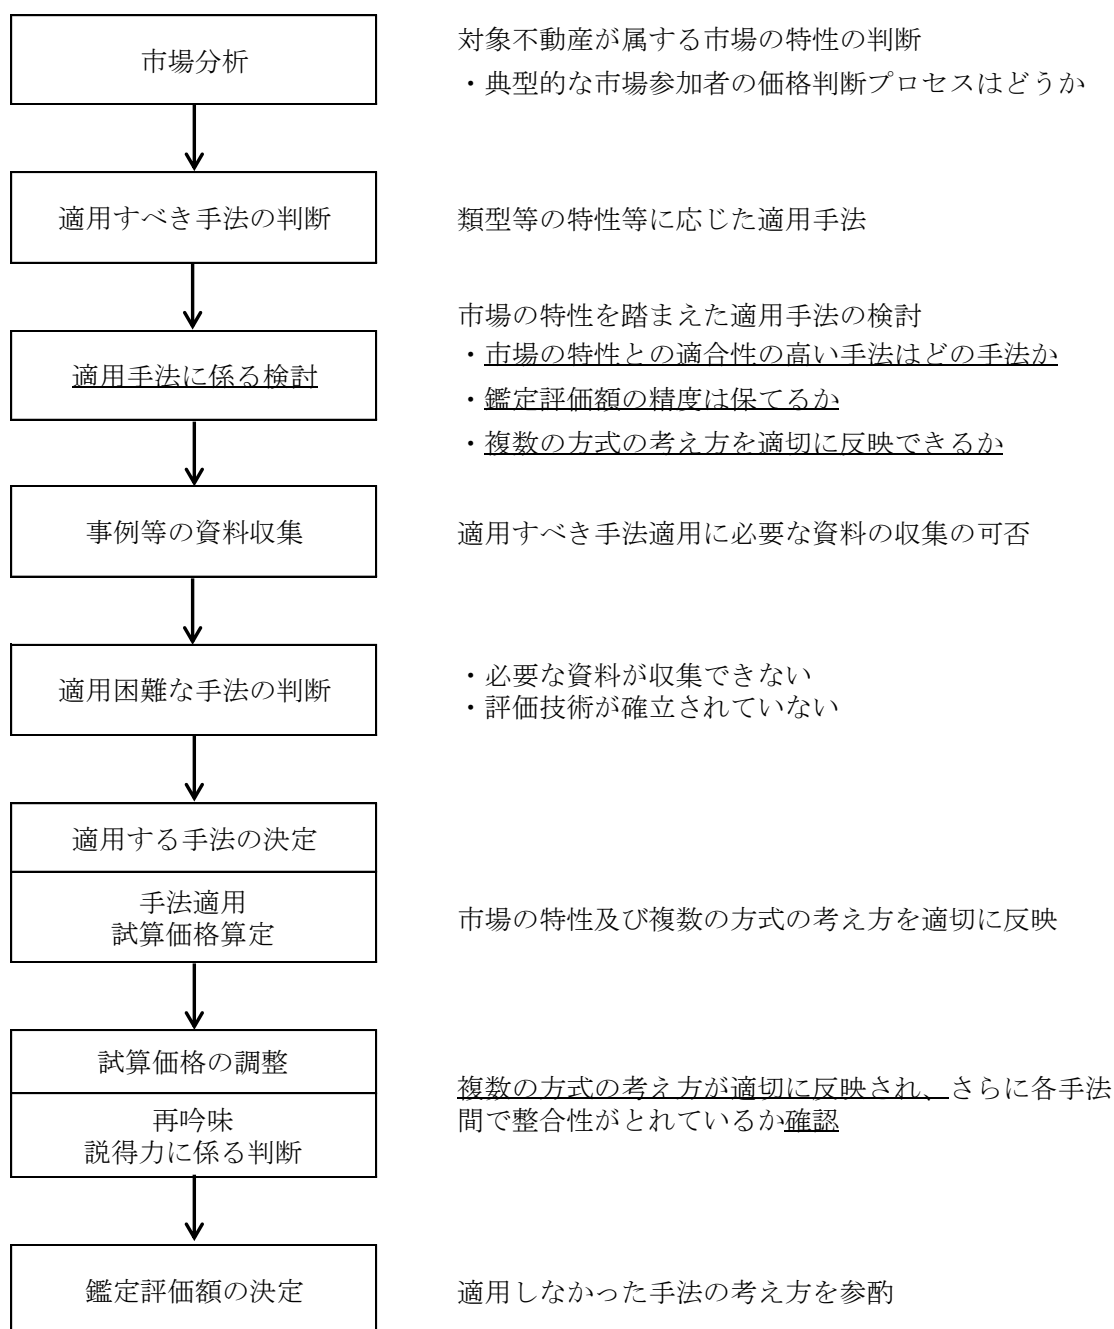 市場分析
対象不動産が属する市場の特性の判断
・典型的な市場参加者の価格判断プロセスはどうか
適用すべき手法の判断
類型等の特性等に応じた適用手法
適用手法に係る検討
市場の特性を踏まえた適用手法の検討
・市場の特性との適合性の高い手法はどの手法か
・鑑定評価額の精度は保てるか
・複数の方式の考え方を適切に反映できるか
事例等の資料収集
適用すべき手法適用に必要な資料の収集の可否
適用困難な手法の判断
・必要な資料が収集できない
・評価技術が確立されていない
適用する手法の決定
手法適用
試算価格算定
市場の特性及び複数の方式の考え方を適切に反映
試算価格の調整
再吟味
説得力に係る判断
複数の方式の考え方が適切に反映され、さらに各手法
間で整合性がとれているか確認
鑑定評価額の決定
適用しなかった手法の考え方を参酌